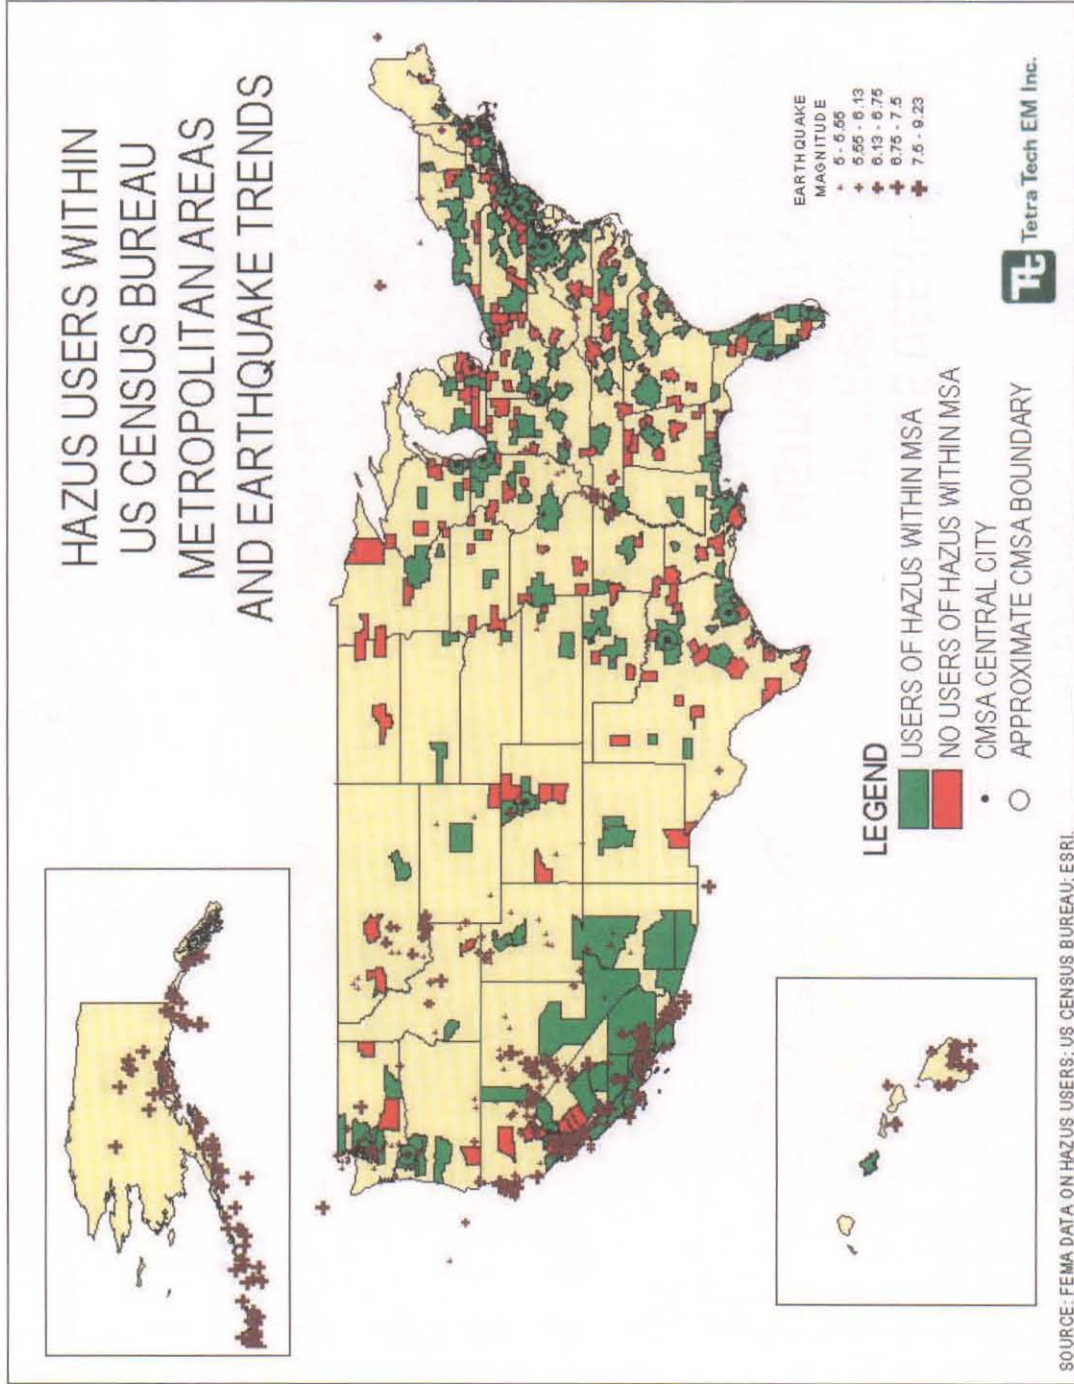 HAZUS USERS WITHIN
US CENSUS BUREAU
METROPOLITAN AREAS
AND EARTHQUAKE TRENDS
EARTHQUAKE
MAGNITUDE
5 - 5.55
5.55 - 6.13
6.13 - 6.75
6.75 - 7.5
7.5 - 9.23
LEGEND
USERS OF HAZUS WITHIN MSA
NO USERS OF HAZUS WITHIN MSA
CMSA CENTRAL CITY
APPROXIMATE CMSA BOUNDARY
Tt Tetra Tech EM Inc.
SOURCE: FEMA DATA ON HAZUS USERS; US CENSUS BUREAU; ESRI.